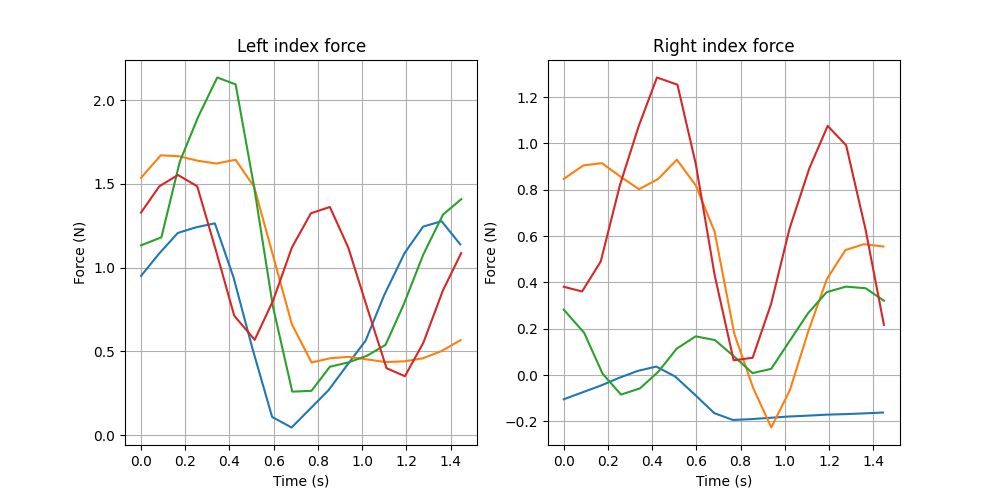 Left index force
Right index force
Force (N)
2.0
1.5
1.0
0.5
0.0
0.0 0.2 0.4 0.6 0.8 1.0 1.2 1.4
Time (s)
Force (N)
1.2
1.0
0.8
0.6
0.4
0.2
0.0
−0.2
0.0 0.2 0.4 0.6 0.8 1.0 1.2 1.4
Time (s)